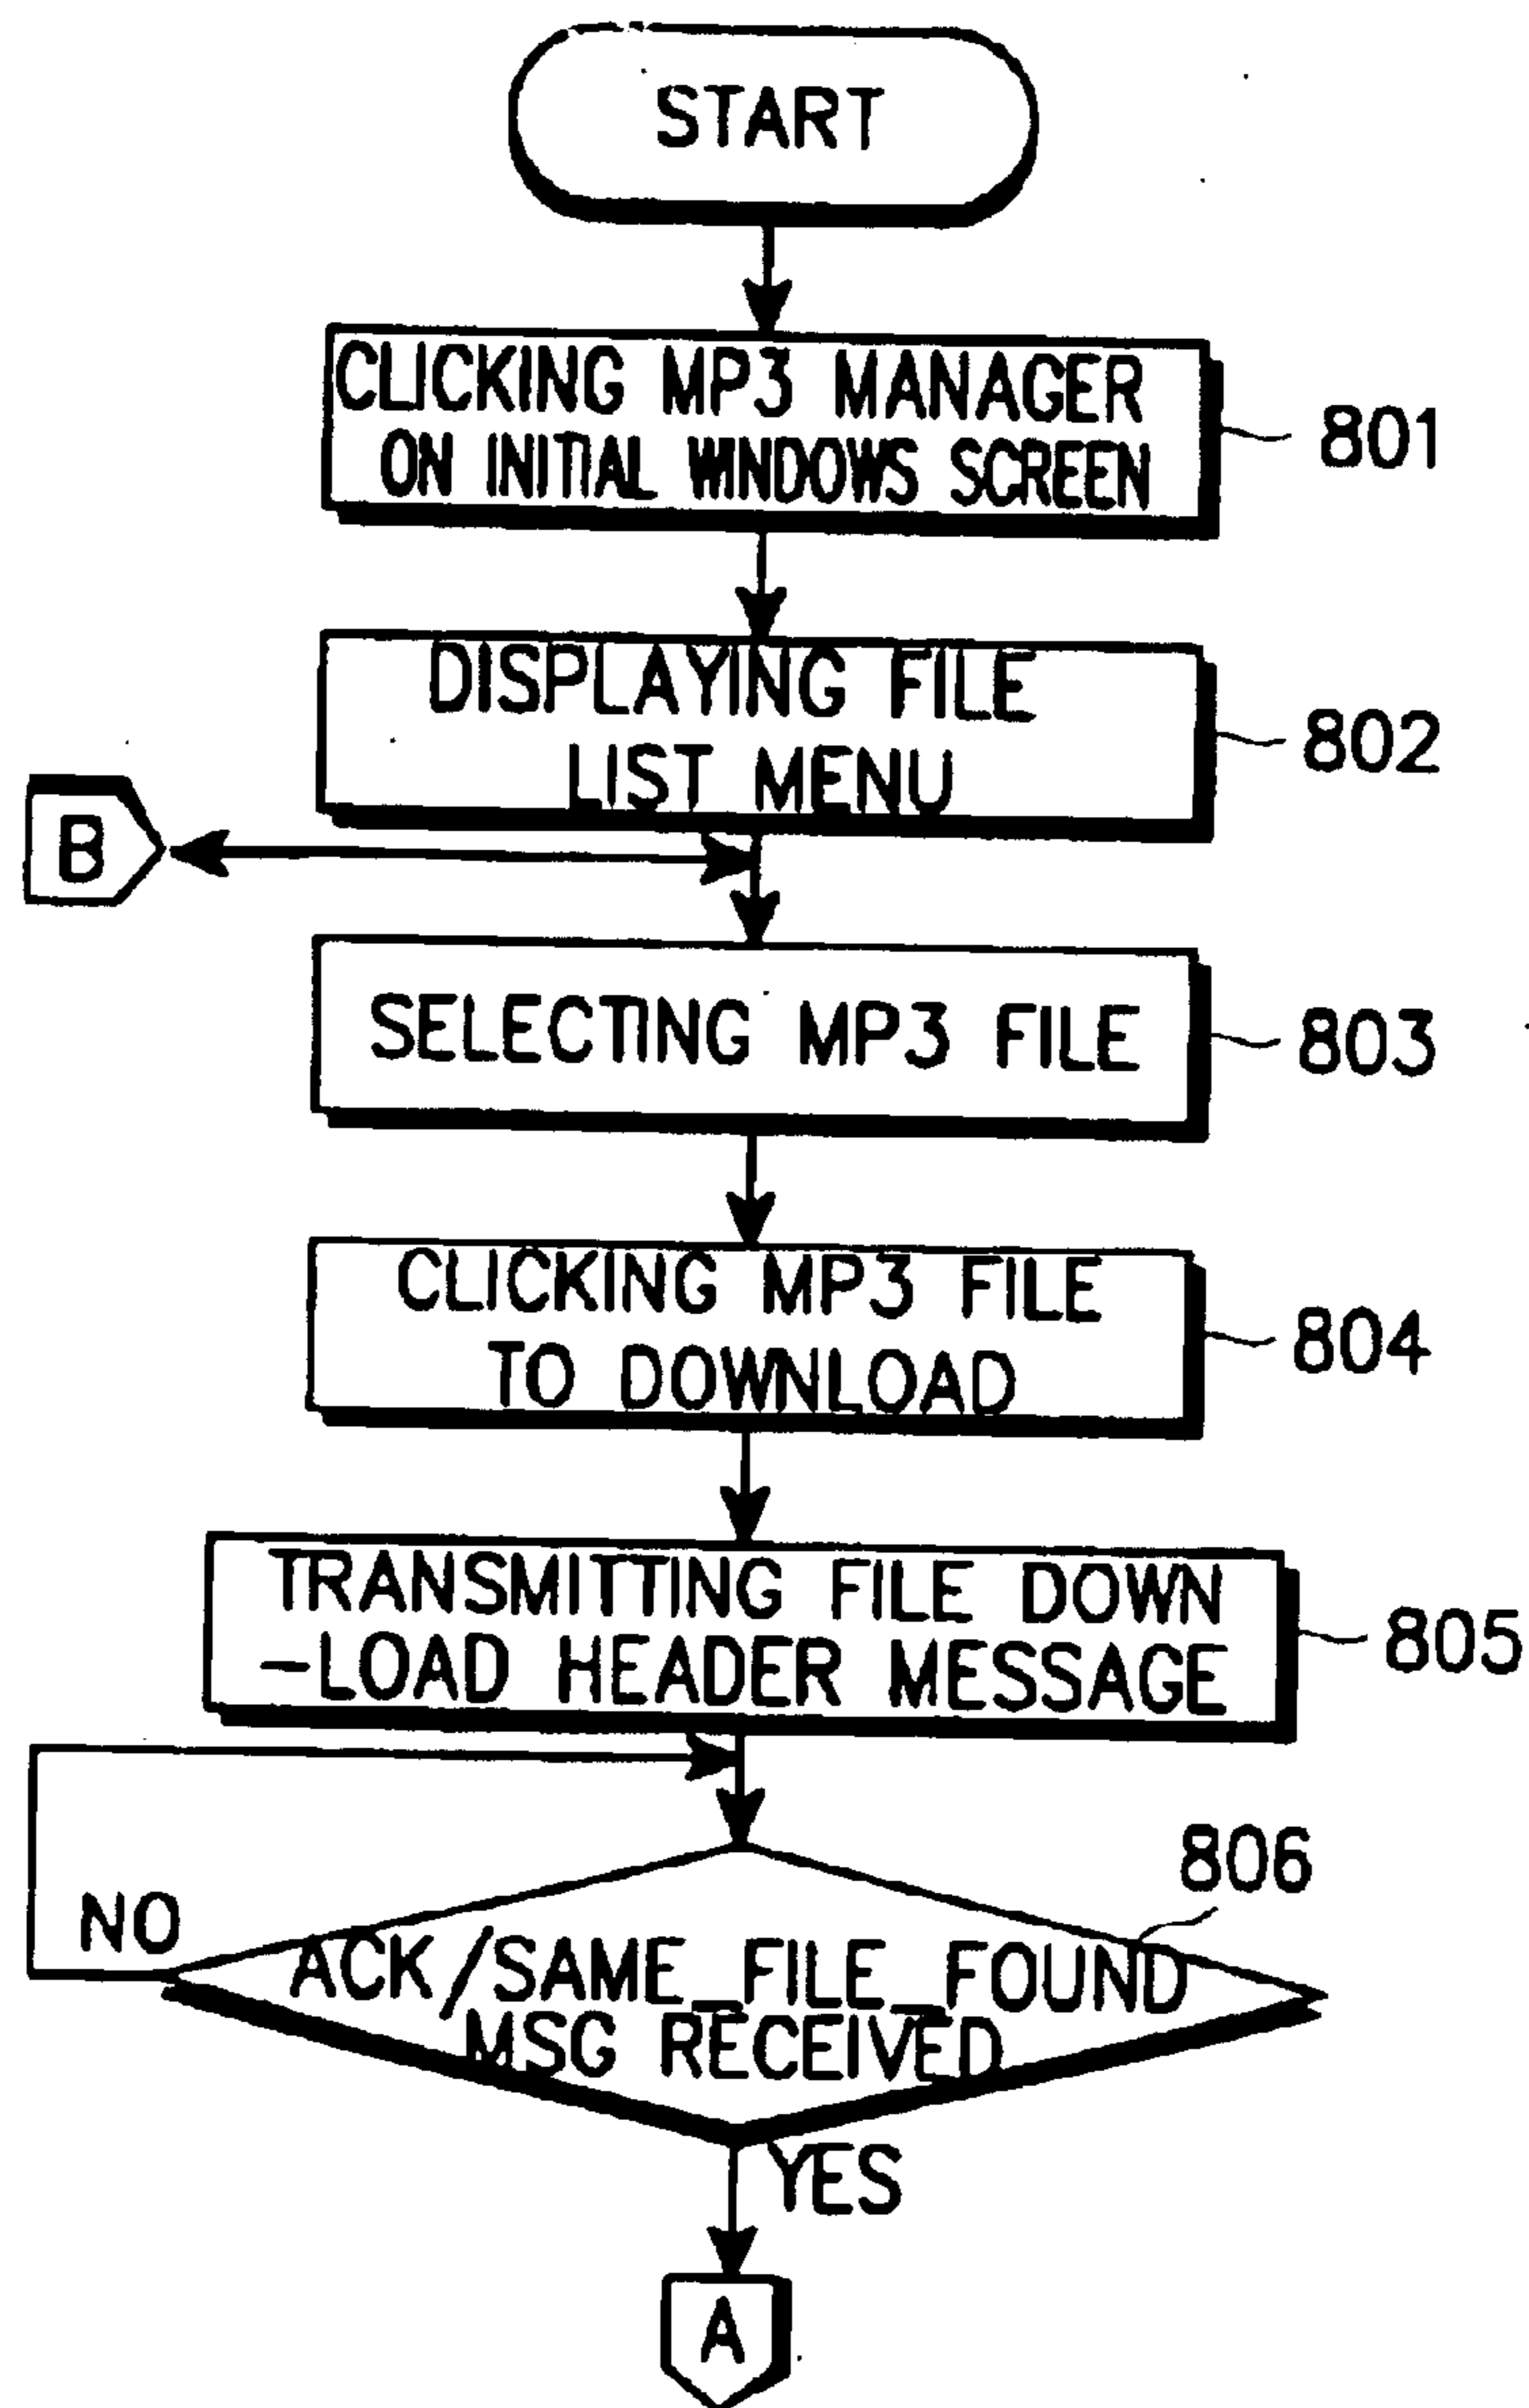 START
CLICKING MP3 MANAGER
ON INITIAL WINDOWS SCREEN
801
DISPLAYING FILE
LIST MENU
802
B
SELECTING MP3 FILE
803
CLICKING MP3 FILE
TO DOWNLOAD
804
TRANSMITTING FILE DOWN
-LOAD HEADER MESSAGE
805
806
NO
ACK/SAME_FILE_FOUND
MSG RECEIVED
YES
A